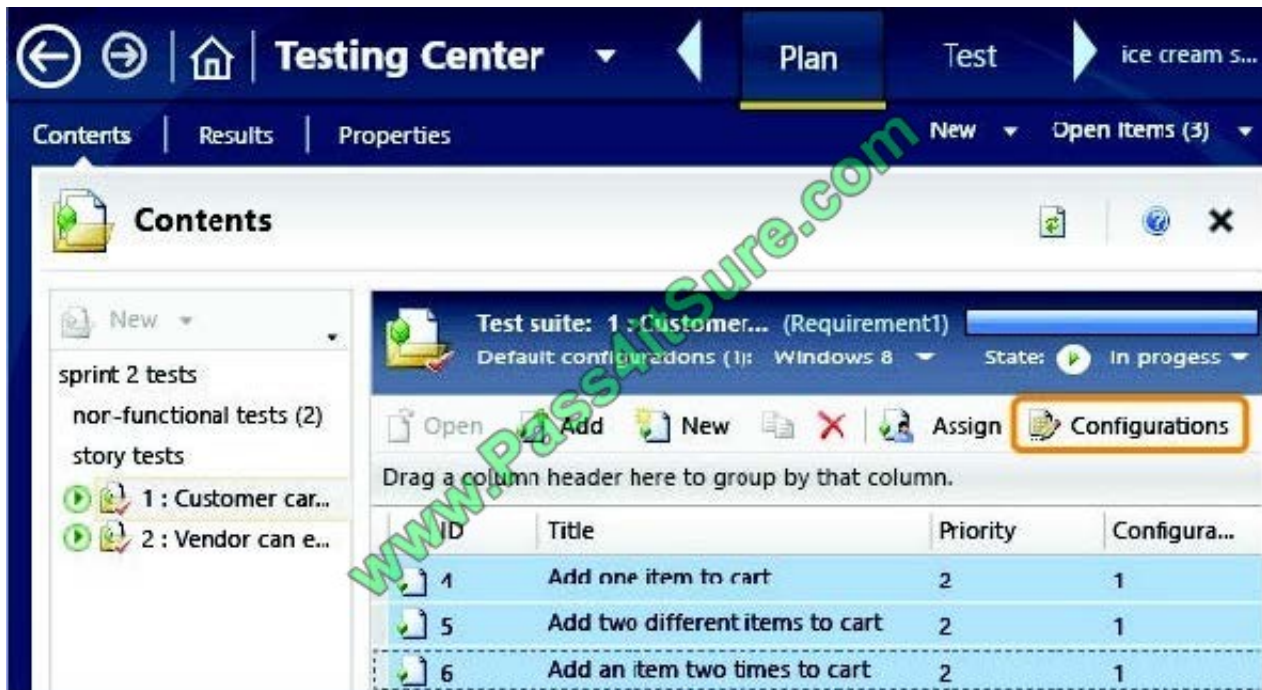 Testing Center Plan Test ice cream s...
Contents | Results | Properties New Open Items (3)
Contents
New
Test suite: 1 : Customer... (Requirement1)
Default configurations (1): Windows 8 State: In progess
sprint 2 tests
nor-functional tests (2)
story tests
1 : Customer car...
2 : Vendor can e...
Open Add New Assign Configurations
Drag a column header here to group by that column.
ID Title Priority Configura...
4 Add one item to cart 2 1
5 Add two different items to cart 2 1
6 Add an item two times to cart 2 1
www.Pass4itSure.com